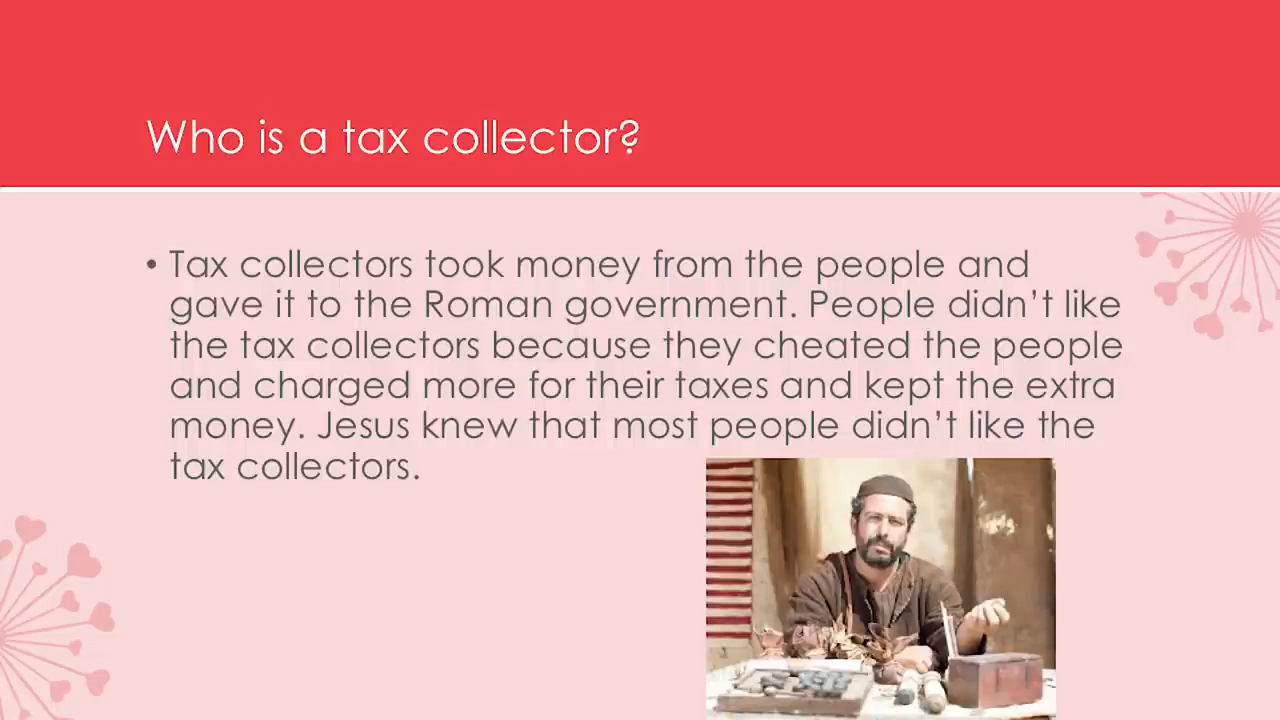 Who is a tax collector?
• Tax collectors took money from the people and
gave it to the Roman government. People didn’t like
the tax collectors because they cheated the people
and charged more for their taxes and kept the extra
money. Jesus knew that most people didn’t like the
tax collectors.